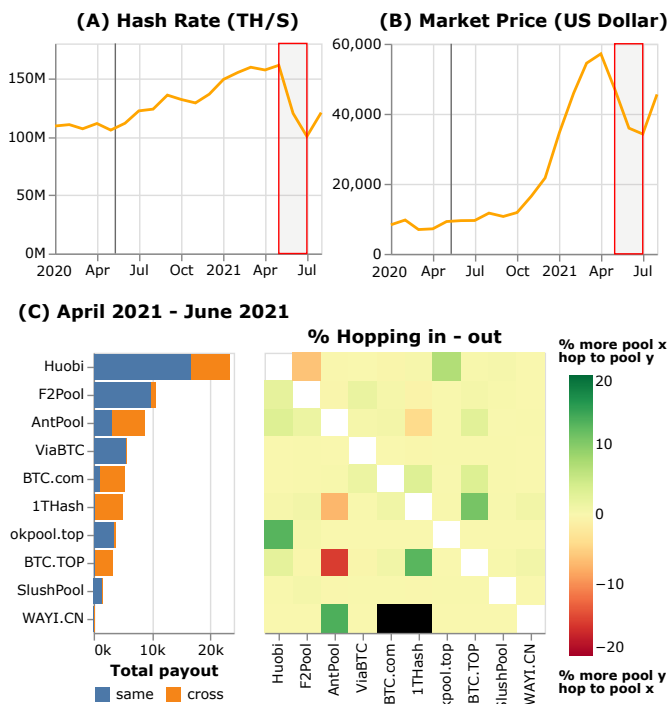 (A) Hash Rate (TH/S)
150M
100M
50M
0M
2020
Apr
Jul
Oct
2021
Apr
Jul
(B) Market Price (US Dollar)
60,000
40,000
20,000
0
2020
Apr
Jul
Oct
2021
Apr
Jul
(C) April 2021 - June 2021
Huobi
F2Pool
AntPool
ViaBTC
BTC.com
1THash
okpool.top
BTC.TOP
SlushPool
WAYI.CN
0k
10k
20k
Total payout
same
cross
% Hopping in - out
Huobi
F2Pool
AntPool
ViaBTC
BTC.com
1THash
okpool.top
BTC.TOP
SlushPool
WAYI.CN
% more pool x
hop to pool y
20
10
0
−10
−20
% more pool y
hop to pool x